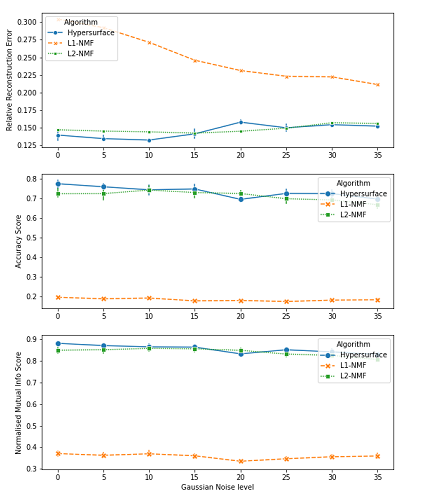 Relative Reconstruction Error
0.300
0.275
0.250
0.225
0.200
0.175
0.150
0.125
Algorithm
Hypersurface
L1-NMF
L2-NMF
0 5 10 15 20 25 30 35
Accuracy Score
0.8
0.7
0.6
0.5
0.4
0.3
0.2
Algorithm
Hypersurface
L1-NMF
L2-NMF
0 5 10 15 20 25 30 35
Normalised Mutual Info Score
0.9
0.8
0.7
0.6
0.5
0.4
0.3
Algorithm
Hypersurface
L1-NMF
L2-NMF
0 5 10 15 20 25 30 35
Gaussian Noise level